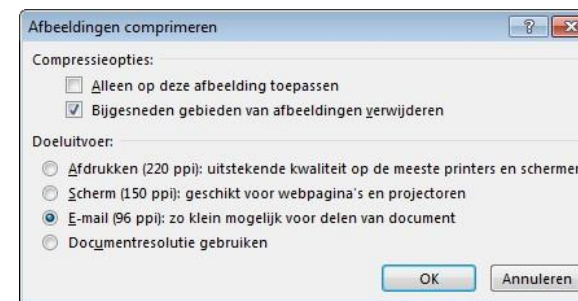 Afbeeldingen comprimeren
Compressieopties:
Alleen op deze afbeelding toepassen
Bijgesneden gebieden van afbeeldingen verwijderen
Doeluitvoer:
Afdrukken (220 ppi): uitstekende kwaliteit op de meeste printers en schermen
Scherm (150 ppi): geschikt voor webpagina's en projectoren
E-mail (96 ppi): zo klein mogelijk voor delen van document
Documentresolutie gebruiken
OK Annuleren